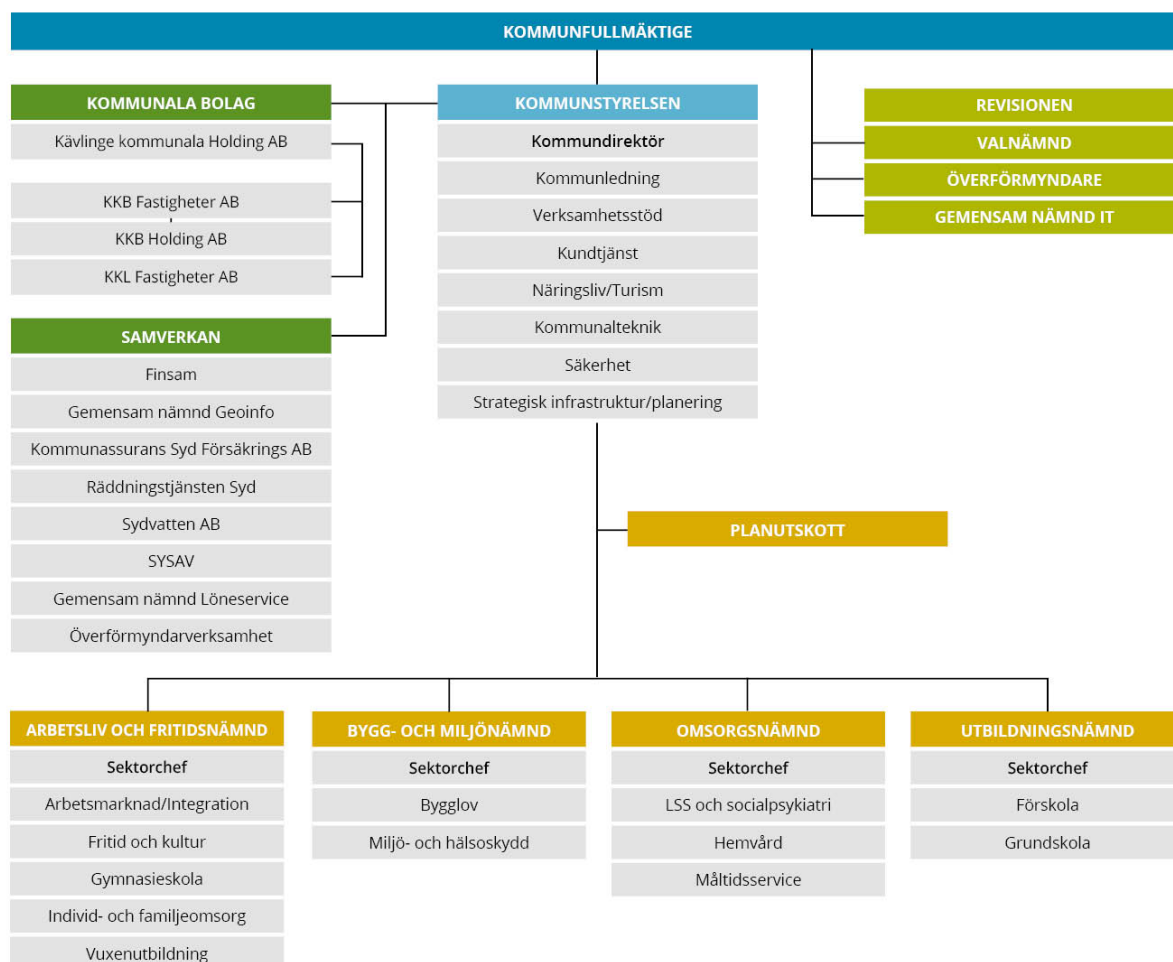 KOMMUNFULLMÄKTIGE
KOMMUNALA BOLAG
Kävlinge kommunala Holding AB
KKB Fastigheter AB
KKB Holding AB
KKL Fastigheter AB
SAMVERKAN
Finsam
Gemensam nämnd Geoinfo
Kommunassurans Syd Försäkrings AB
Räddningstjänsten Syd
Sydvatten AB
SYSAV
Gemensam nämnd Löneservice
Överförmyndarverksamhet
KOMMUNSTYRELSEN
Kommundirektör
Kommunledning
Verksamhetsstöd
Kundtjänst
Näringsliv/Turism
Kommunalteknik
Säkerhet
Strategisk infrastruktur/planering
REVISIONEN
VALNÄMND
ÖVERFÖRMYNDARE
GEMENSAM NÄMND IT
PLANUTSKOTT
ARBETSLIV OCH FRITIDSNÄMND
Sektorchef
Arbetsmarknad/Integration
Fritid och kultur
Gymnasieskola
Individ- och familjeomsorg
Vuxenutbildning
BYGG- OCH MILJÖNÄMND
Sektorchef
Bygglov
Miljö- och hälsoskydd
OMSORGSNÄMND
Sektorchef
LSS och socialpsykiatri
Hemvård
Måltidsservice
UTBILDNINGSNÄMND
Sektorchef
Förskola
Grundskola